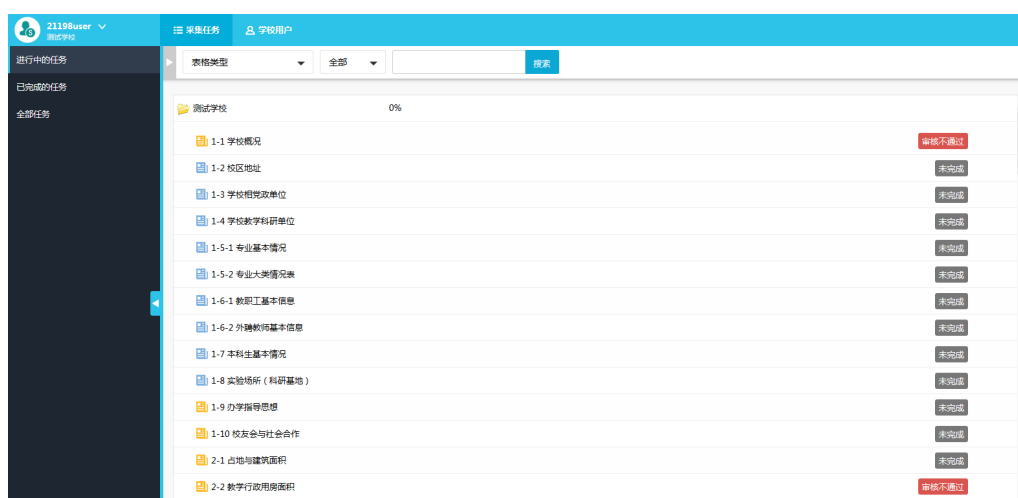 21198user
测试学校
采集任务 学校用户
进行中的任务
已完成的任务
全部任务
表格类型 全部 搜索
测试学校 0%
1-1 学校概况 审核不通过
1-2 校区地址 未完成
1-3 学校相党政单位 未完成
1-4 学校教学科研单位 未完成
1-5-1 专业基本情况 未完成
1-5-2 专业大类情况表 未完成
1-6-1 教职工基本信息 未完成
1-6-2 外聘教师基本信息 未完成
1-7 本科生基本情况 未完成
1-8 实验场所（科研基地） 未完成
1-9 办学指导思想 未完成
1-10 校友会与社会合作 未完成
2-1 占地与建筑面积 未完成
2-2 教学行政用房面积 审核不通过